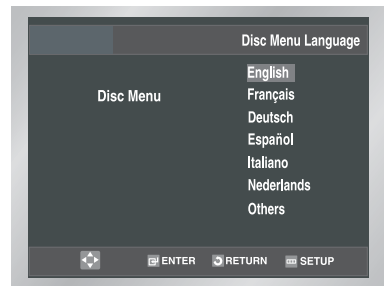 Disc Menu Language
Disc Menu
English
Français
Deutsch
Español
Italiano
Nederlands
Others
ENTER RETURN SETUP